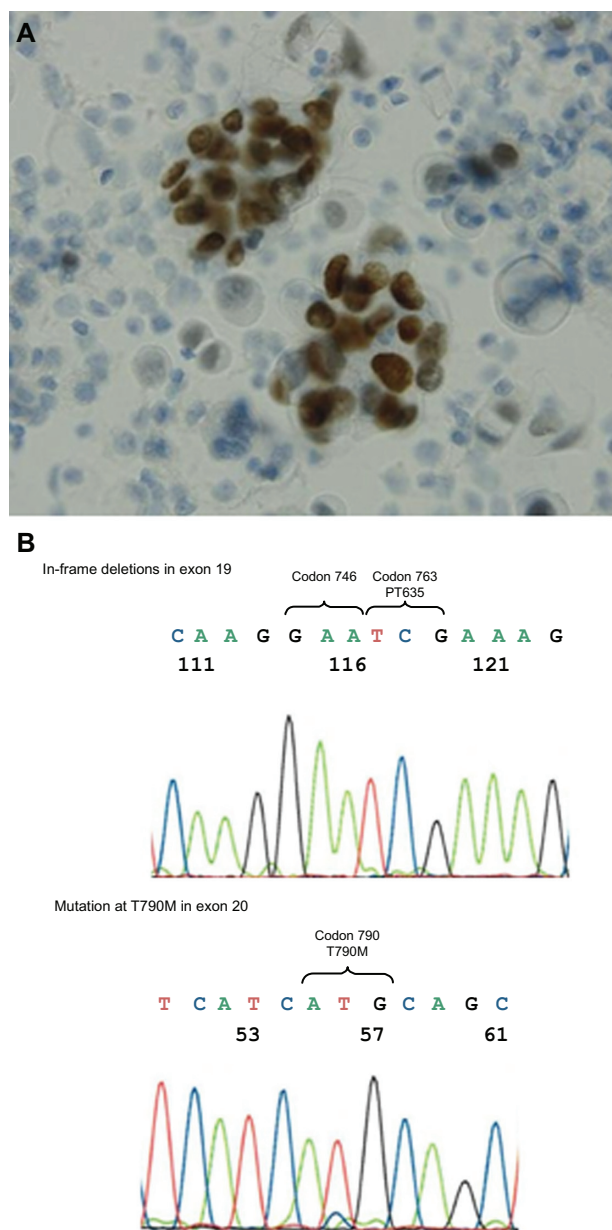 A
B
In-frame deletions in exon 19
Codon 746
Codon 763
PT635
C A A G G A A T C G A A A G
111 116 121
Mutation at T790M in exon 20
Codon 790
T790M
T C A T C A T G C A G C
53 57 61